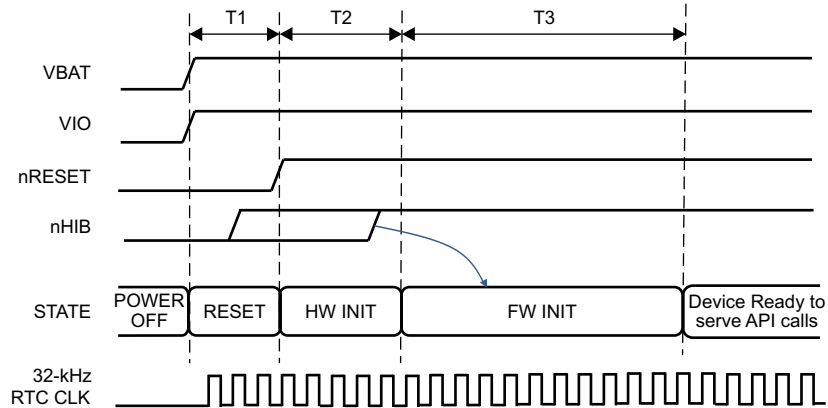 T1 T2 T3
VBAT
VIO
nRESET
nHIB
STATE
POWER
OFF
RESET
HW INIT
FW INIT
Device Ready to
serve API calls
32-kHz
RTC CLK